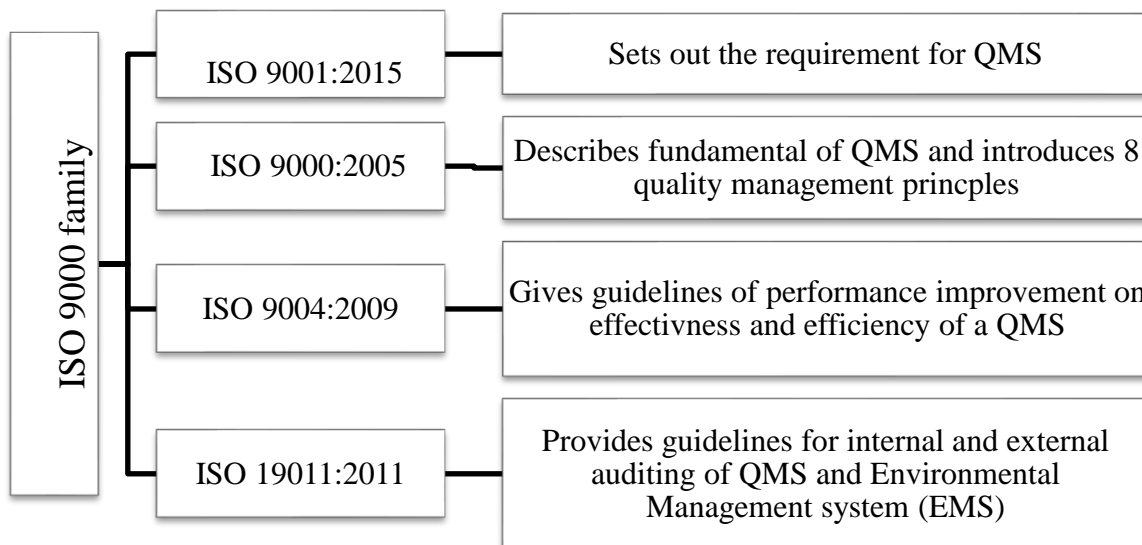 ISO 9000 family
ISO 9001:2015
Sets out the requirement for QMS
ISO 9000:2005
Describes fundamental of QMS and introduces 8
quality management princples
ISO 9004:2009
Gives guidelines of performance improvement on
effectivness and efficiency of a QMS
ISO 19011:2011
Provides guidelines for internal and external
auditing of QMS and Environmental
Management system (EMS)